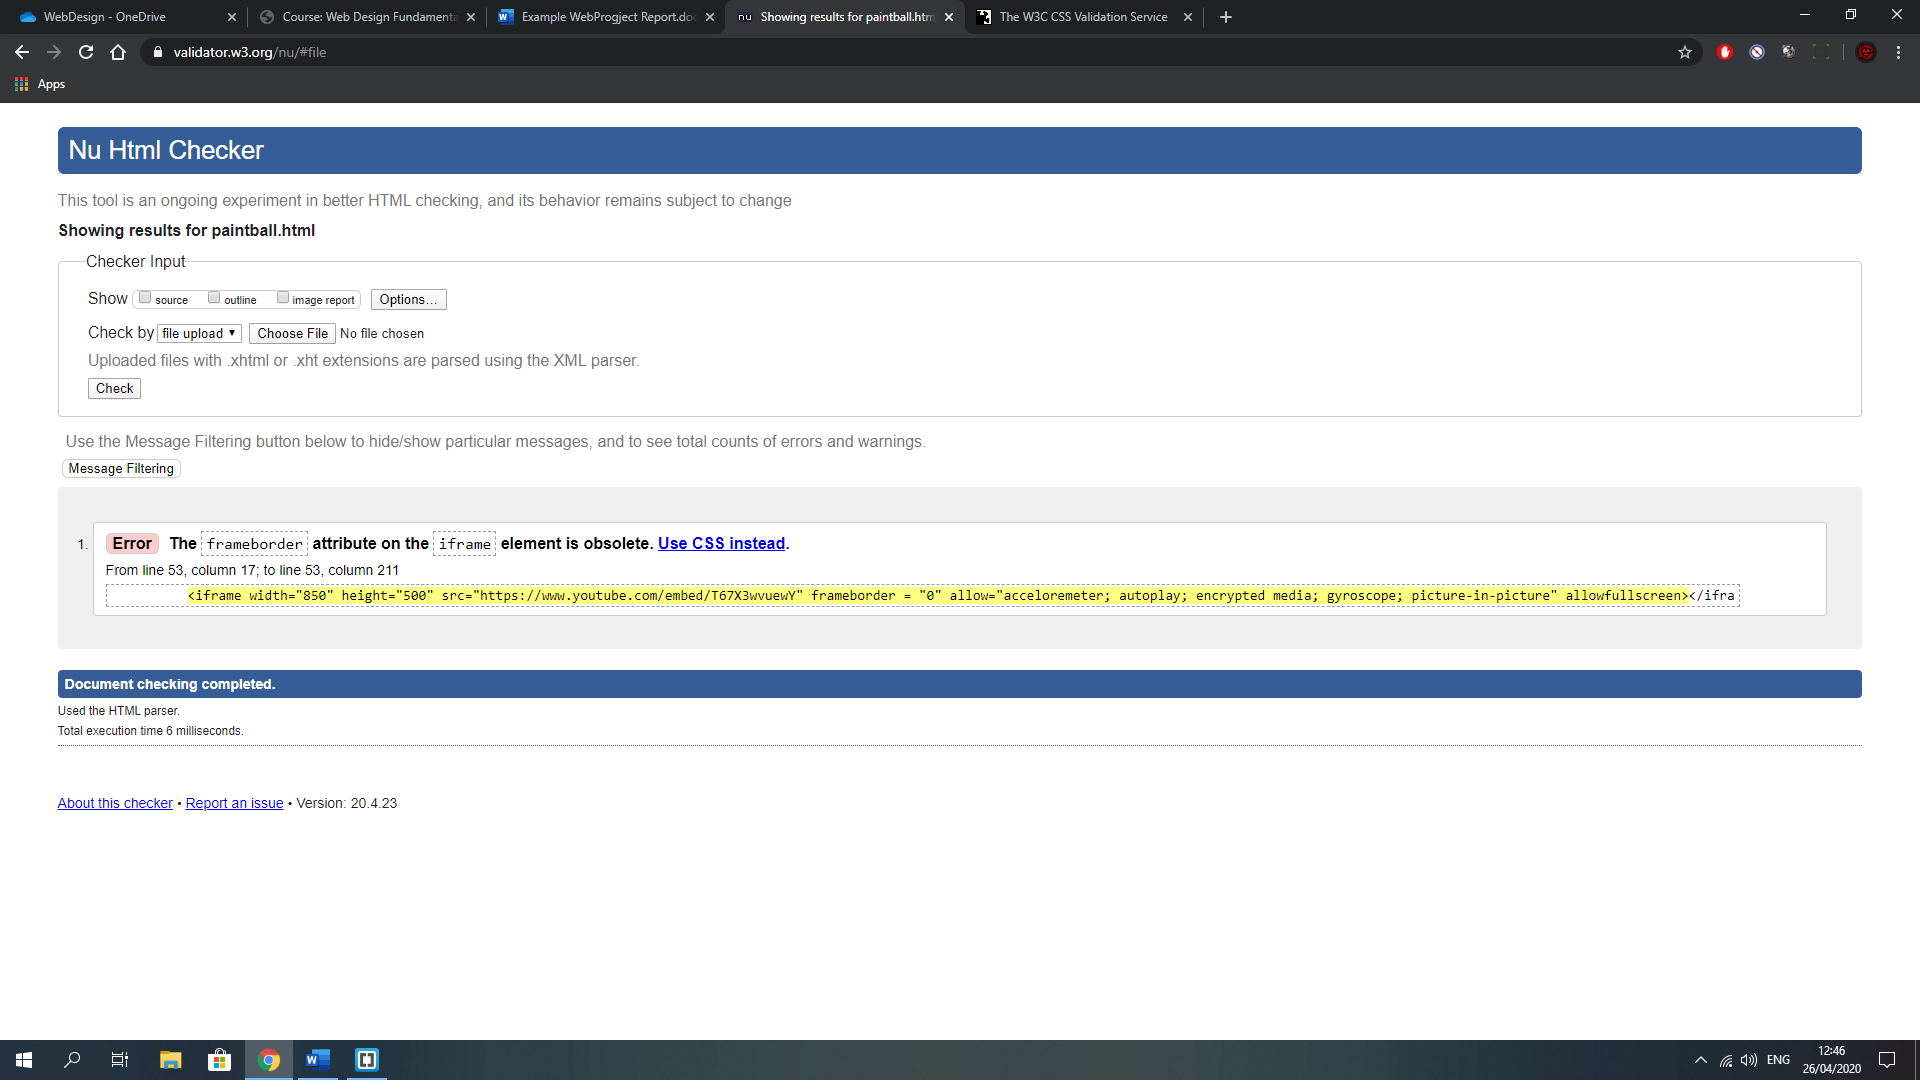 WebDesign - OneDrive
Course: Web Design Fundamenta
Example WebProgject Report.doc
nu Showing results for paintball.htm
The W3C CSS Validation Service
validator.w3.org/nu/#file
Apps
Nu Html Checker
This tool is an ongoing experiment in better HTML checking, and its behavior remains subject to change
Showing results for paintball.html
Checker Input
Show source outline image report Options...
Check by file upload Choose File No file chosen
Uploaded files with .xhtml or .xht extensions are parsed using the XML parser.
Check
Use the Message Filtering button below to hide/show particular messages, and to see total counts of errors and warnings.
Message Filtering
1. Error The frameborder attribute on the iframe element is obsolete. Use CSS instead.
From line 53, column 17; to line 53, column 211
<iframe width="850" height="500" src="https://www.youtube.com/embed/T67X3wvuewY" frameborder = "0" allow="acceloremeter; autoplay; encrypted media; gyroscope; picture-in-picture" allowfullscreen></ifra
Document checking completed.
Used the HTML parser.
Total execution time 6 milliseconds.
About this checker • Report an issue • Version: 20.4.23
ENG
12:46
26/04/2020